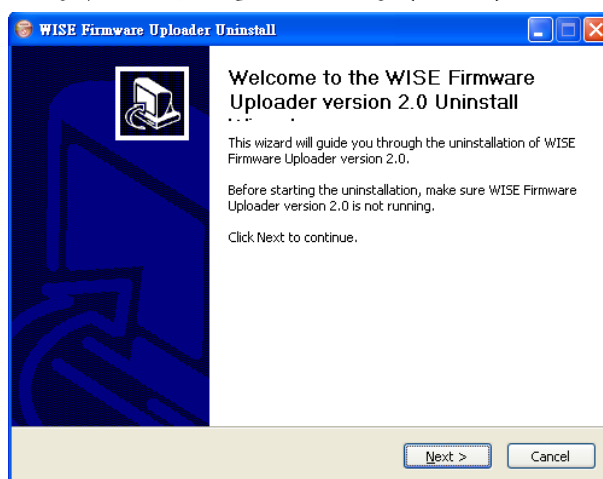 WISE Firmware Uploader Uninstall
Welcome to the WISE Firmware
Uploader version 2.0 Uninstall
This wizard will guide you through the uninstallation of WISE
Firmware Uploader version 2.0.
Before starting the uninstallation, make sure WISE Firmware
Uploader version 2.0 is not running.
Click Next to continue.
Next >
Cancel